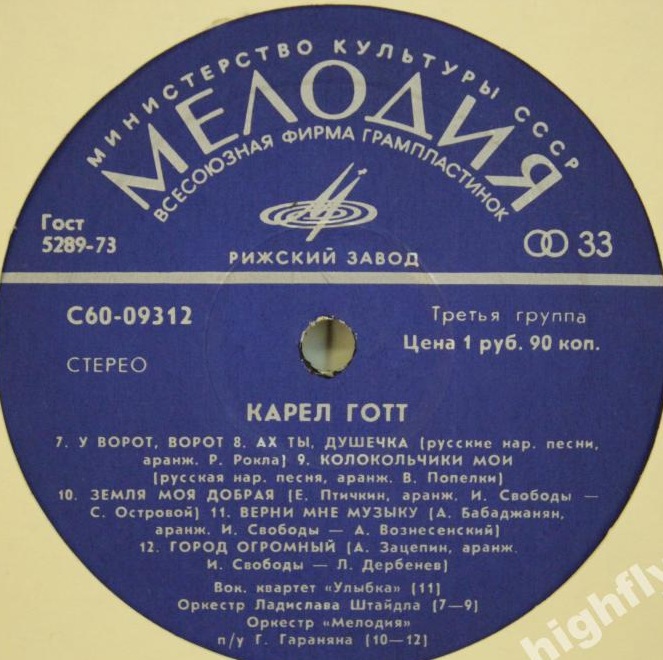 МИНИСТЕРСТВО КУЛЬТУРЫ СССР
МЕЛОДИЯ
ВСЕСОЮЗНАЯ ФИРМА ГРАМПЛАСТИНОК
Гост
5289-73
33
РИЖСКИЙ ЗАВОД
С60-09312
Третья группа
Цена 1 руб. 90 коп.
СТЕРЕО
КАРЕЛ ГОТТ
7. У ВОРОТ, ВОРОТ 8. АХ ТЫ, ДУШЕЧКА (русские нар. песни,
аранж. Р. Рокла) 9. КОЛОКОЛЬЧИКИ МОИ
(русская нар. песня, аранж. В. Попелки)
10. ЗЕМЛЯ МОЯ ДОБРАЯ (Е. Птичкин, аранж. И. Свободы —
С. Островой) 11. ВЕРНИ МНЕ МУЗЫКУ (А. Бабаджанян,
аранж. И. Свободы — А. Вознесенский)
12. ГОРОД ОГРОМНЫЙ (А. Зацепин, аранж.
И. Свободы — Л. Дербенев)
Вок. квартет «Улыбка» (11)
Оркестр Ладислава Штайдла (7—9)
Оркестр «Мелодия»
п/у Г. Гараняна (10—12)
highfly